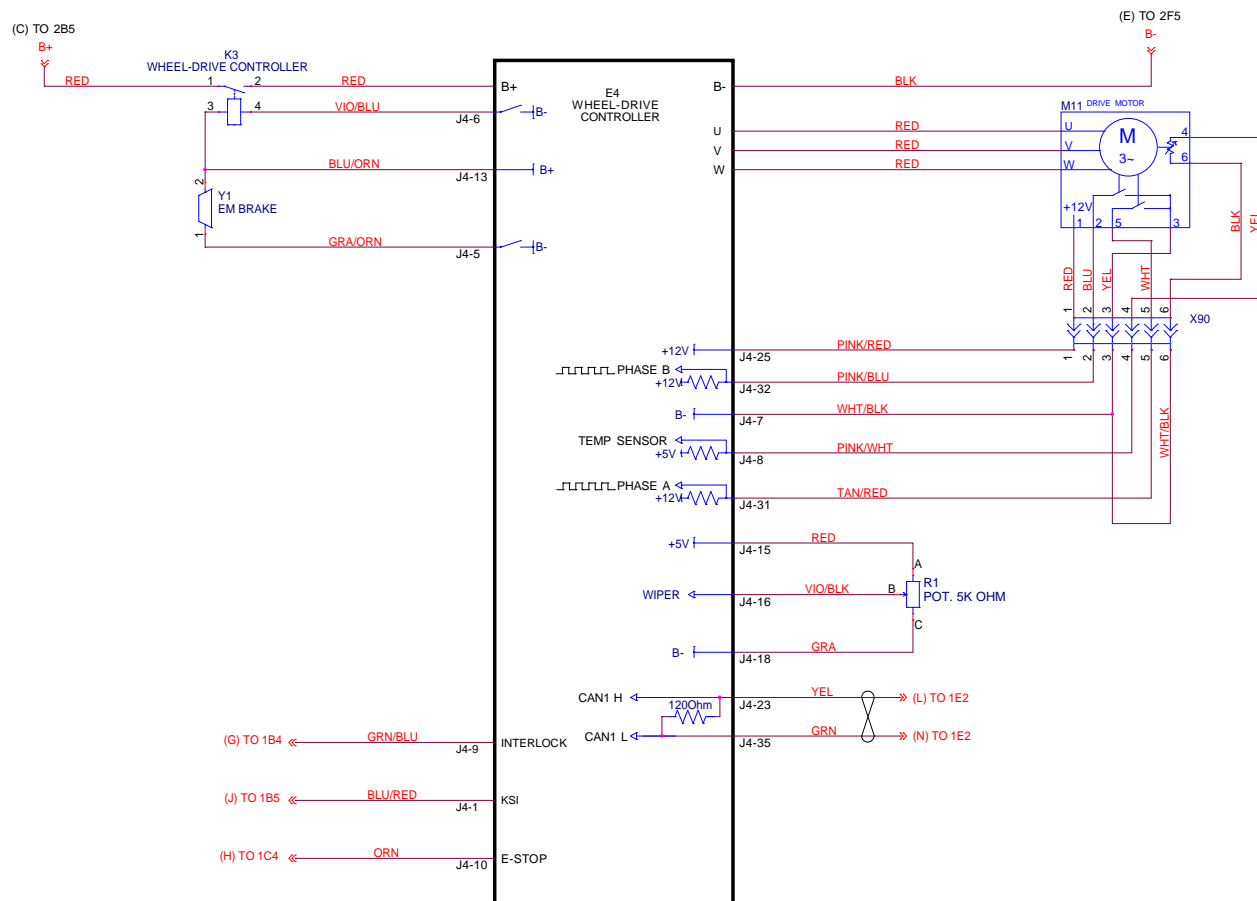 (C) TO 2B5
B+
(E) TO 2F5
B-
K3
WHEEL-DRIVE CONTROLLER
RED
1
2
RED
B+
E4
WHEEL-DRIVE
CONTROLLER
B-
BLK
3
4
VIO/BLU
J4-6
B-
M11
DRIVE MOTOR
U
RED
U
V
RED
V
W
RED
W
M
3~
4
6
BLU/ORN
J4-13
B+
2
Y1
EM BRAKE
1
GRA/ORN
J4-5
B-
+12V
1
2
5
3
BLK
YEL
RED
BLU
YEL
WHT
1
2
3
4
5
6
X90
1
2
3
4
5
6
+12V
J4-25
PINK/RED
PHASE B
+12V
J4-32
PINK/BLU
B-
J4-7
WHT/BLK
WHT/BLK
TEMP SENSOR
+5V
J4-8
PINK/WHT
PHASE A
+12V
J4-31
TAN/RED
+5V
J4-15
RED
A
WIPER
J4-16
VIO/BLK
B
R1
POT. 5K OHM
C
B-
J4-18
GRA
CAN1 H
J4-23
YEL
(L) TO 1E2
120Ohm
CAN1 L
J4-35
GRN
(N) TO 1E2
(G) TO 1B4
GRN/BLU
J4-9
INTERLOCK
(J) TO 1B5
BLU/RED
J4-1
KSI
(H) TO 1C4
ORN
J4-10
E-STOP